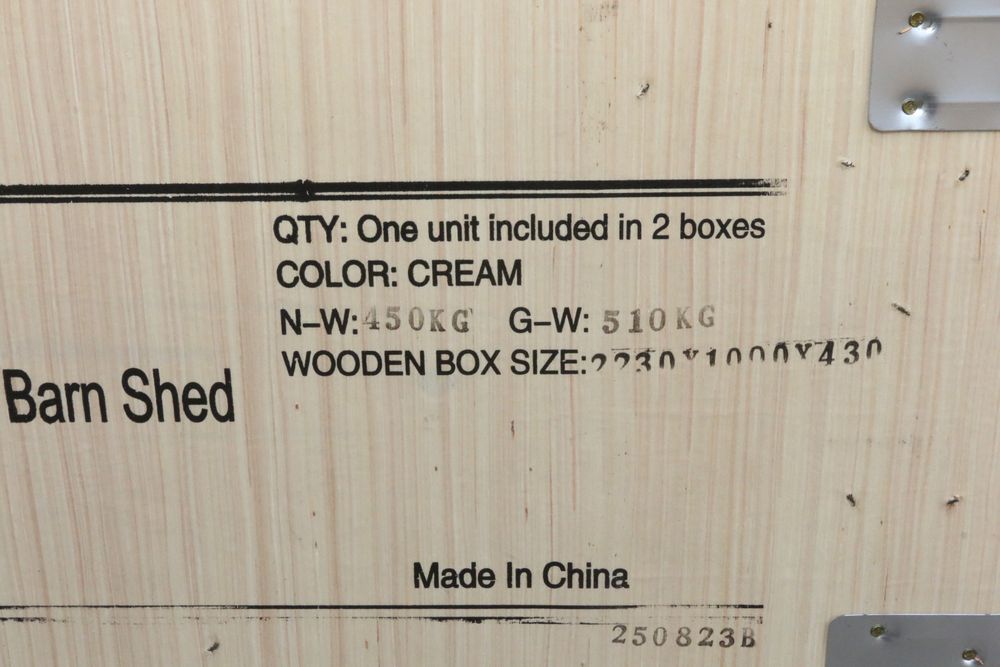 QTY: One unit included in 2 boxes
COLOR: CREAM
N-W: 450KG G-W: 510KG
WOODEN BOX SIZE: 2230X1000X430
Barn Shed
Made In China
250823B